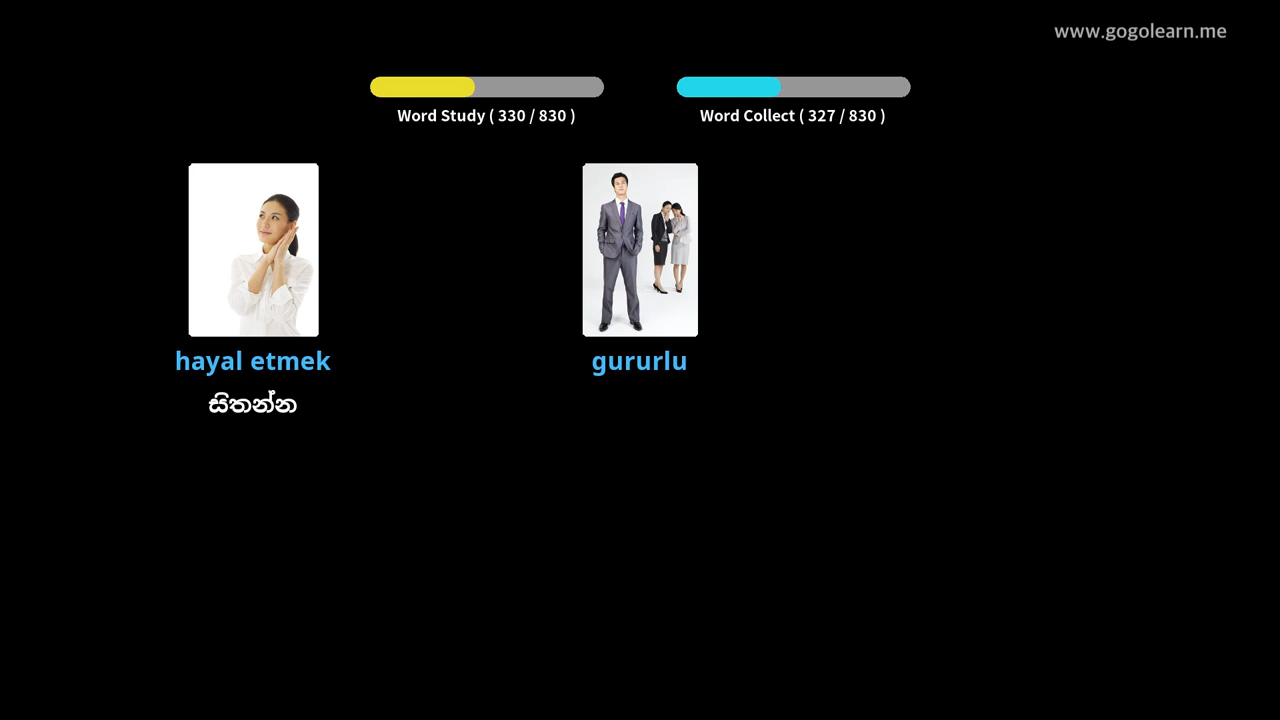 www.gogolearn.me
Word Study ( 330 / 830 )
Word Collect ( 327 / 830 )
hayal etmek
සිතන්න
gururlu